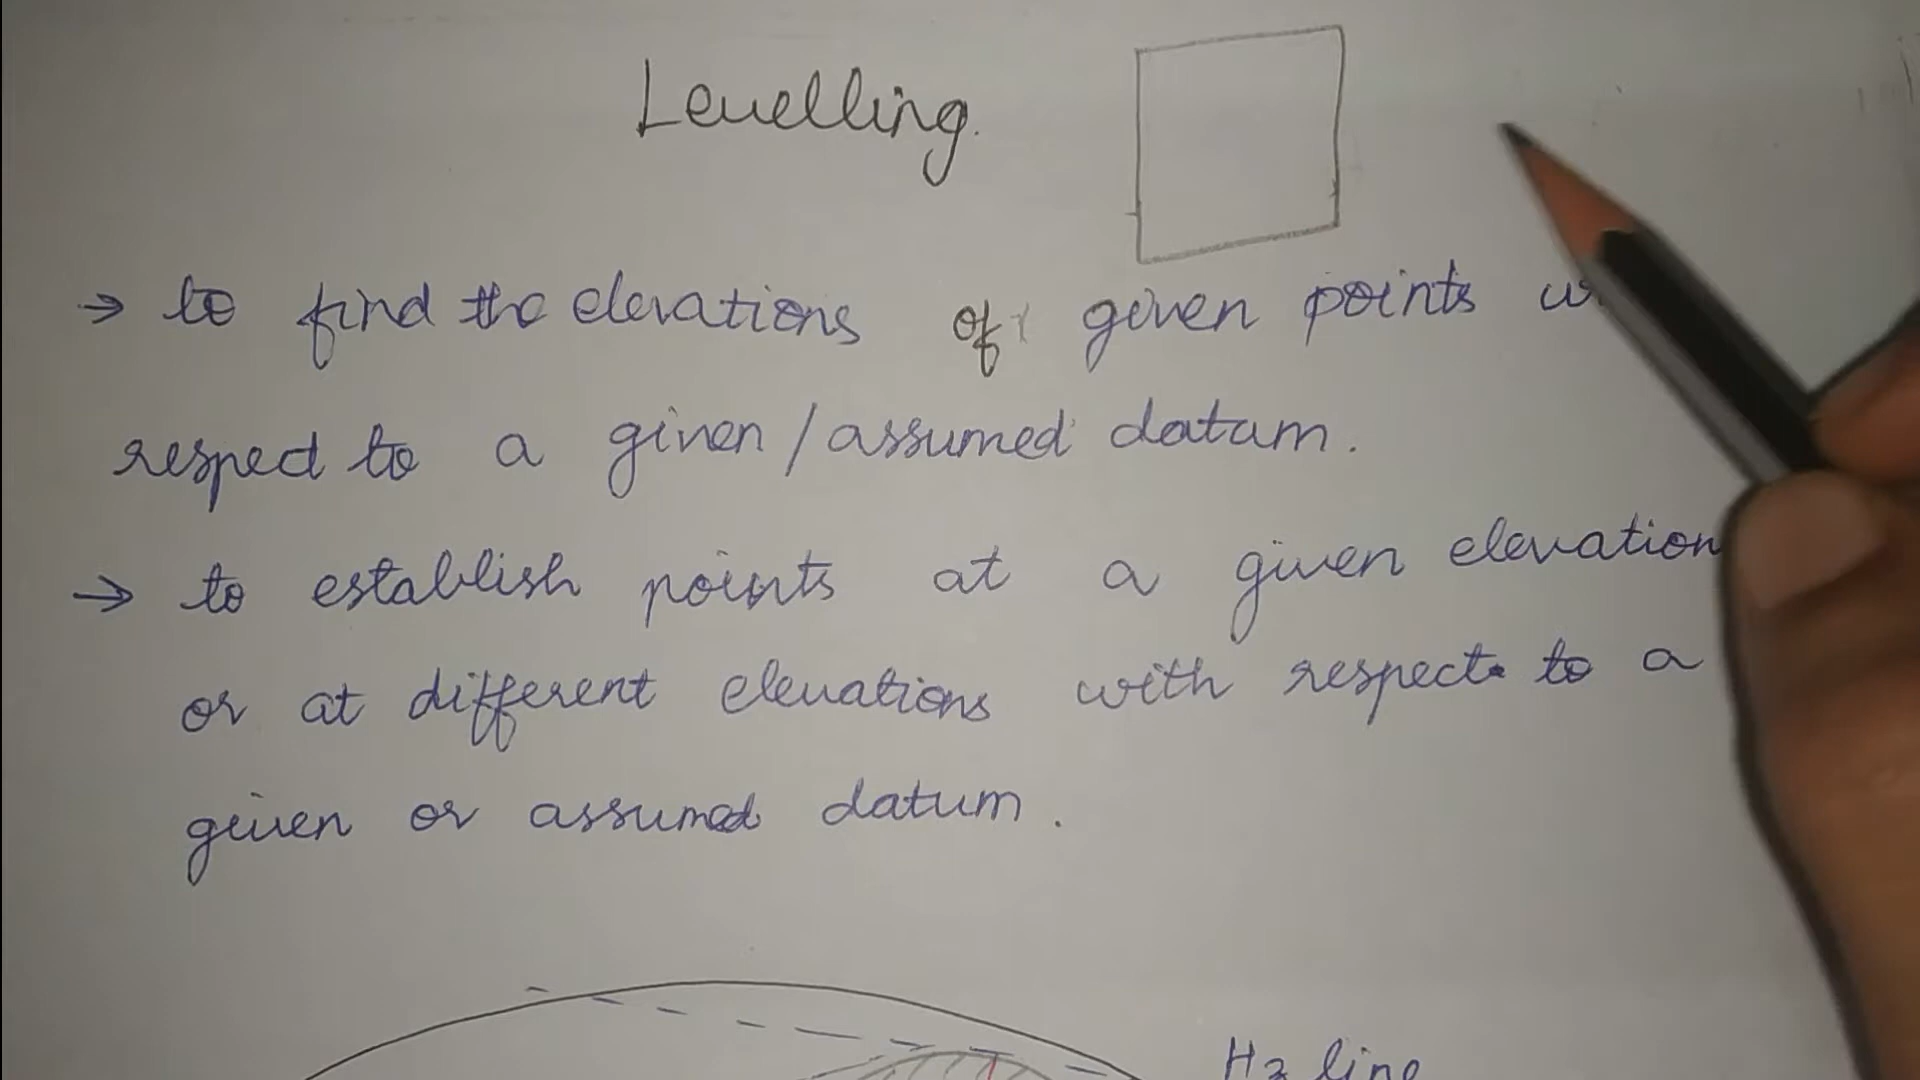 Levelling.
→ to find the elevations of given points
respect to a given / assumed datum.
→ to establish points at a given elevation
or at different elevations with respect to a
given or assumed datum.
Hz line